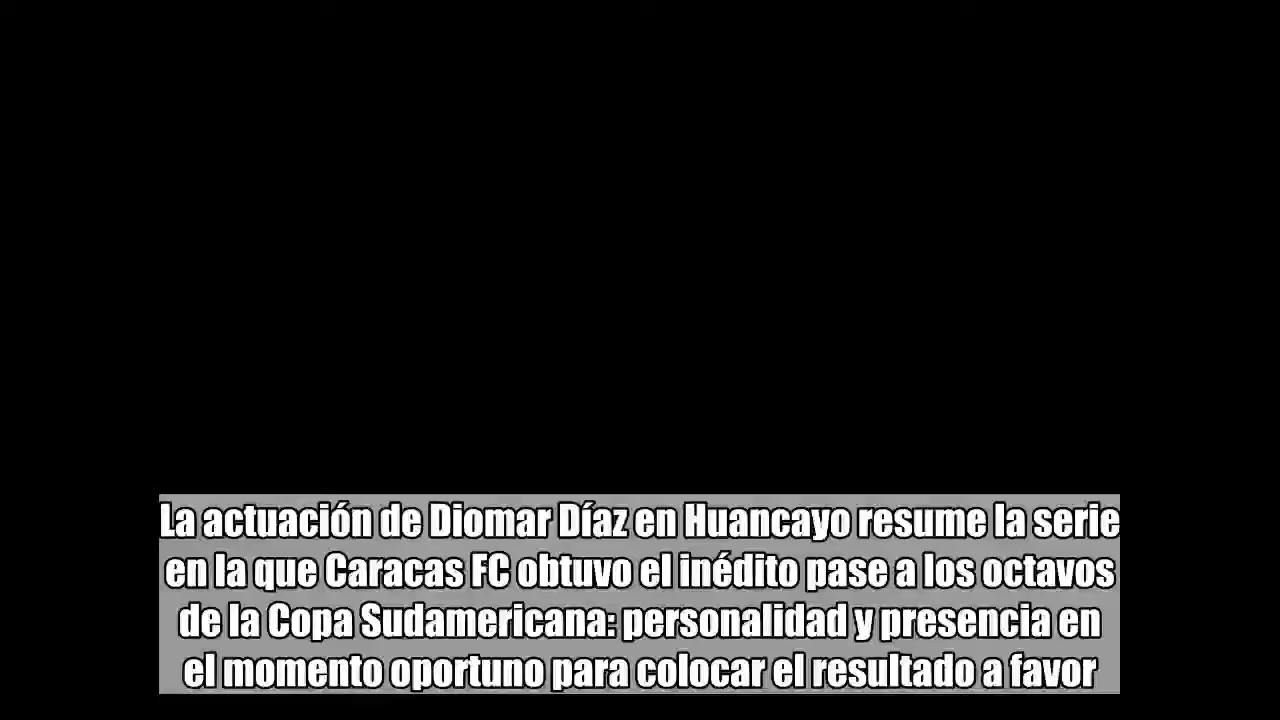 La actuación de Diomar Díaz en Huancayo resume la serie
en la que Caracas FC obtuvo el inédito pase a los octavos
de la Copa Sudamericana: personalidad y presencia en
el momento oportuno para colocar el resultado a favor